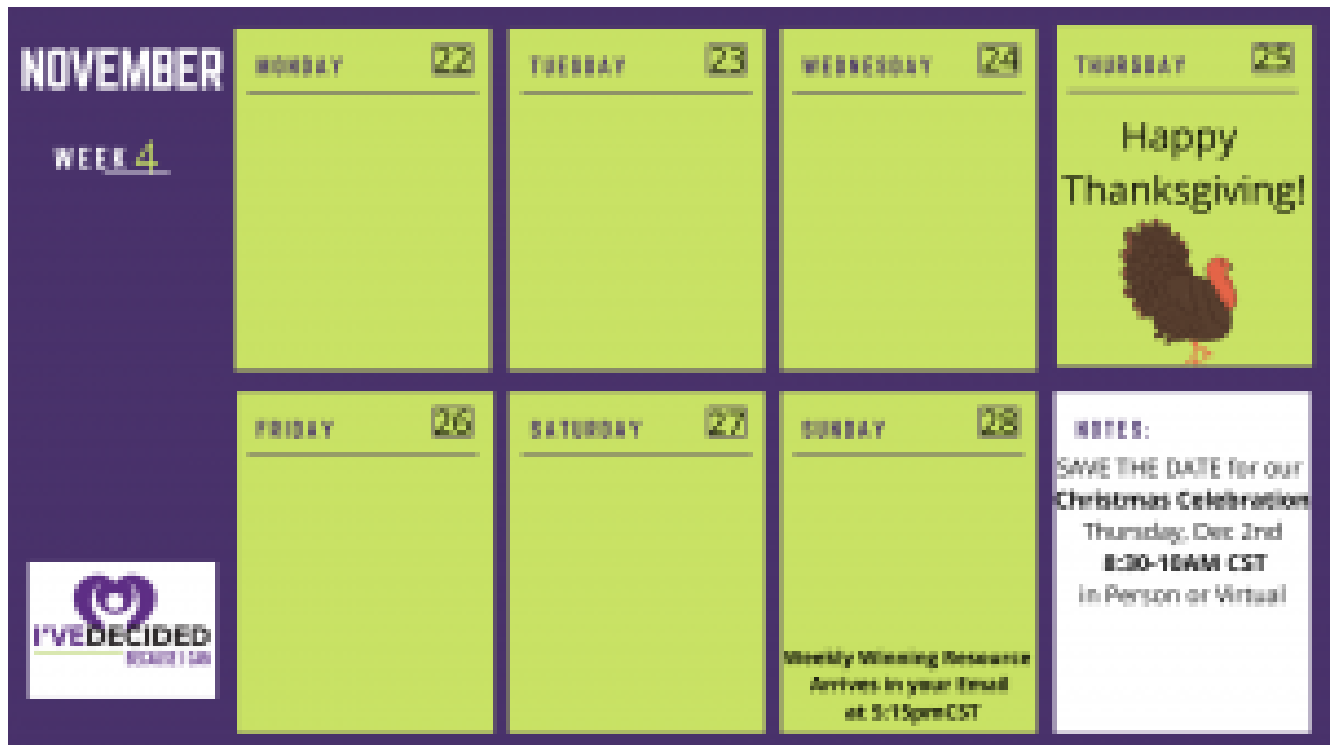 NOVEMBER
WEEK 4
MONDAY 22
TUESDAY 23
WEDNESDAY 24
THURSDAY 25
Happy
Thanksgiving!
FRIDAY 26
SATURDAY 27
SUNDAY 28
Weekly Winning Resource
Arrives in your Email
at 5:15pmCST
NOTES:
SAVE THE DATE for our
Christmas Celebration
Thursday, Dec 2nd
8:30-10AM CST
in Person or Virtual
I'VEDECIDED
BECAUSE I CAN